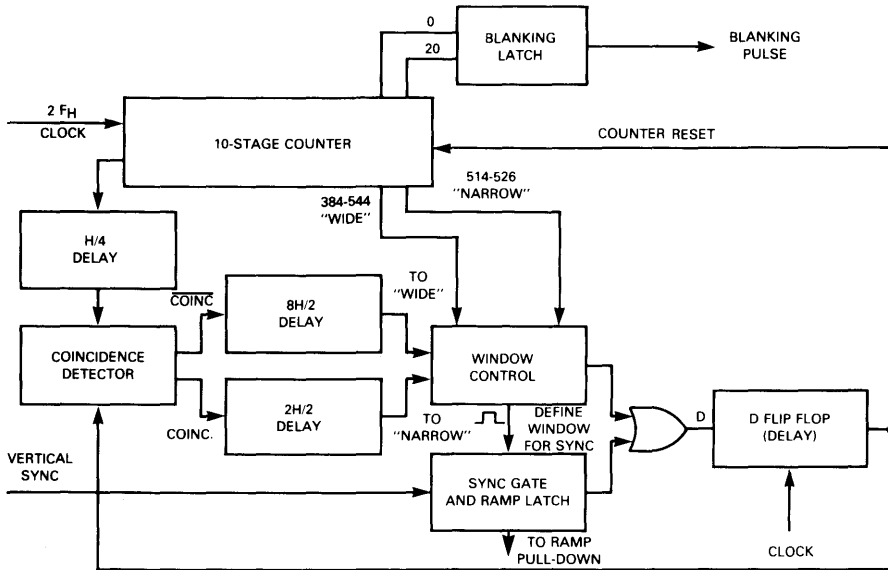 0
20
BLANKING
LATCH
BLANKING
PULSE
2 FH
CLOCK
10-STAGE COUNTER
COUNTER RESET
384-544
"WIDE"
514-526
"NARROW"
H/4
DELAY
COINC
8H/2
DELAY
TO
"WIDE"
COINCIDENCE
DETECTOR
WINDOW
CONTROL
COINC.
2H/2
DELAY
TO
"NARROW"
DEFINE
WINDOW
FOR SYNC
D
D FLIP FLOP
(DELAY)
VERTICAL
SYNC
SYNC GATE
AND RAMP LATCH
TO RAMP
PULL-DOWN
CLOCK